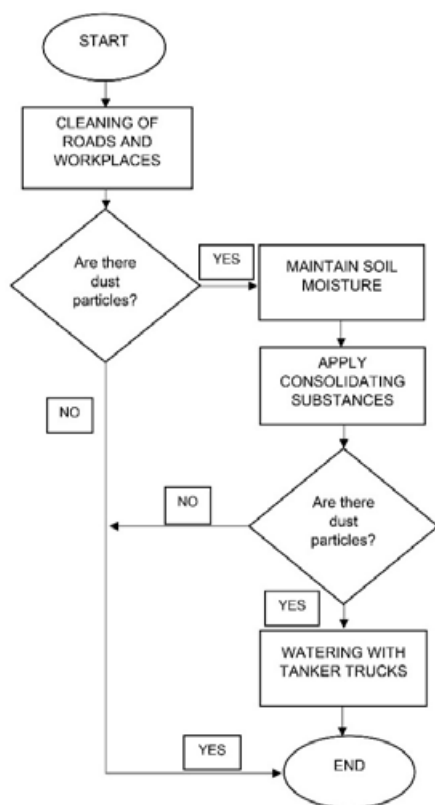 START
CLEANING OF
ROADS AND
WORKPLACES
Are there
dust
particles?
YES
MAINTAIN SOIL
MOISTURE
APPLY
CONSOLIDATING
SUBSTANCES
NO
NO
Are there
dust
particles?
YES
WATERING WITH
TANKER TRUCKS
YES
END